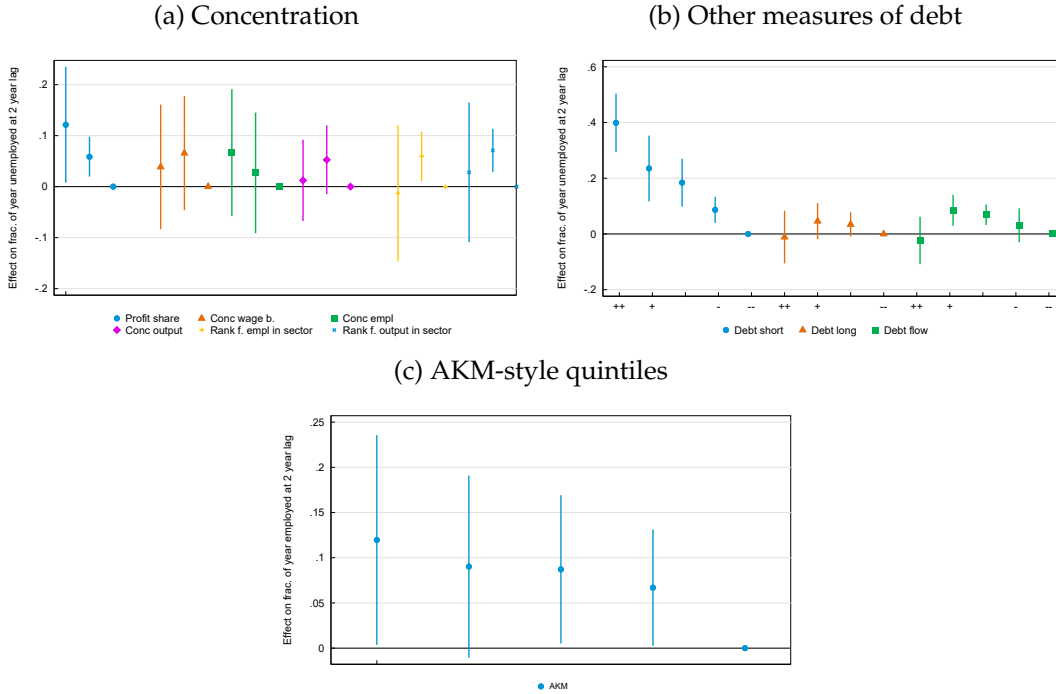 (a) Concentration
Effect on frac. of year unemployed at 2 year lag
.2
.1
0
-.1
-.2
Profit share
Conc wage b.
Conc empl
Conc output
Rank f. empl in sector
Rank f. output in sector
(b) Other measures of debt
Effect on frac. of year unemployed at 2 year lag
.6
.4
.2
0
-.2
++ + - -- ++ + -- ++ + - --
Debt short
Debt long
Debt flow
(c) AKM-style quintiles
Effect on frac. of year employed at 2 year lag
.25
.2
.15
.1
.05
0
AKM